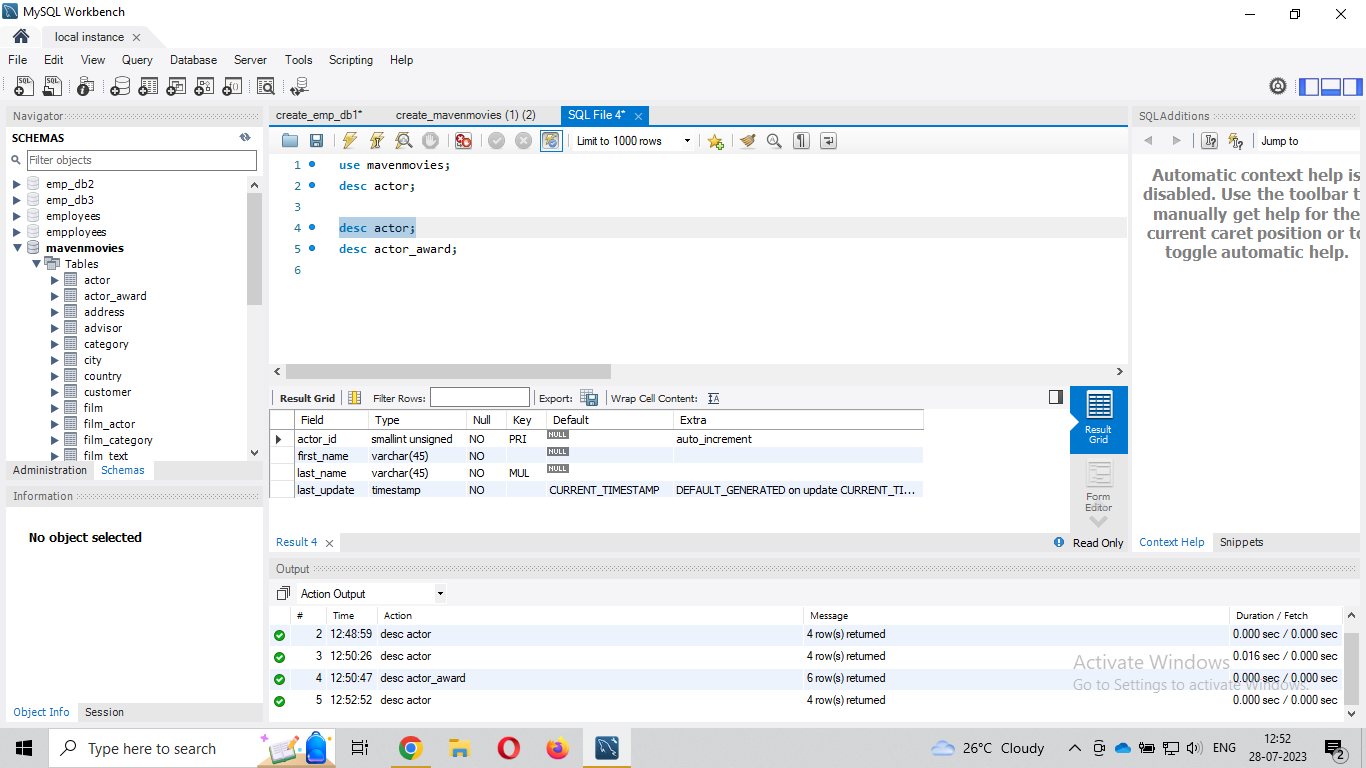 MySQL Workbench
local instance
File Edit View Query Database Server Tools Scripting Help
Navigator
SCHEMAS
Filter objects
emp_db2
emp_db3
employees
empployees
mavenmovies
Tables
actor
actor_award
address
advisor
category
city
country
customer
film
film_actor
film_category
film_text
Administration Schemas
Information
No object selected
Object Info Session
create_emp_db1* create_mavenmovies (1) (2) SQL File 4*
Limit to 1000 rows
1 use mavenmovies;
2 desc actor;
3
4 desc actor;
5 desc actor_award;
6
Result Grid Filter Rows: Export: Wrap Cell Content:
Field Type Null Key Default Extra
actor_id smallint unsigned NO PRI NULL auto_increment
first_name varchar(45) NO NULL
last_name varchar(45) NO MUL NULL
last_update timestamp NO CURRENT_TIMESTAMP DEFAULT_GENERATED on update CURRENT_TI...
Result Grid
Form Editor
Result 4
Read Only
SQLAdditions
Jump to
Automatic context help is
disabled. Use the toolbar t
manually get help for the
current caret position or to
toggle automatic help.
Context Help Snippets
Output
Action Output
# Time Action Message Duration / Fetch
2 12:48:59 desc actor 4 row(s) returned 0.000 sec / 0.000 sec
3 12:50:26 desc actor 4 row(s) returned 0.016 sec / 0.000 sec
4 12:50:47 desc actor_award 6 row(s) returned 0.000 sec / 0.000 sec
5 12:52:52 desc actor 4 row(s) returned 0.000 sec / 0.000 sec
Activate Windows
Go to Settings to activate Windows.
Type here to search
26°C Cloudy
ENG
12:52
28-07-2023
2